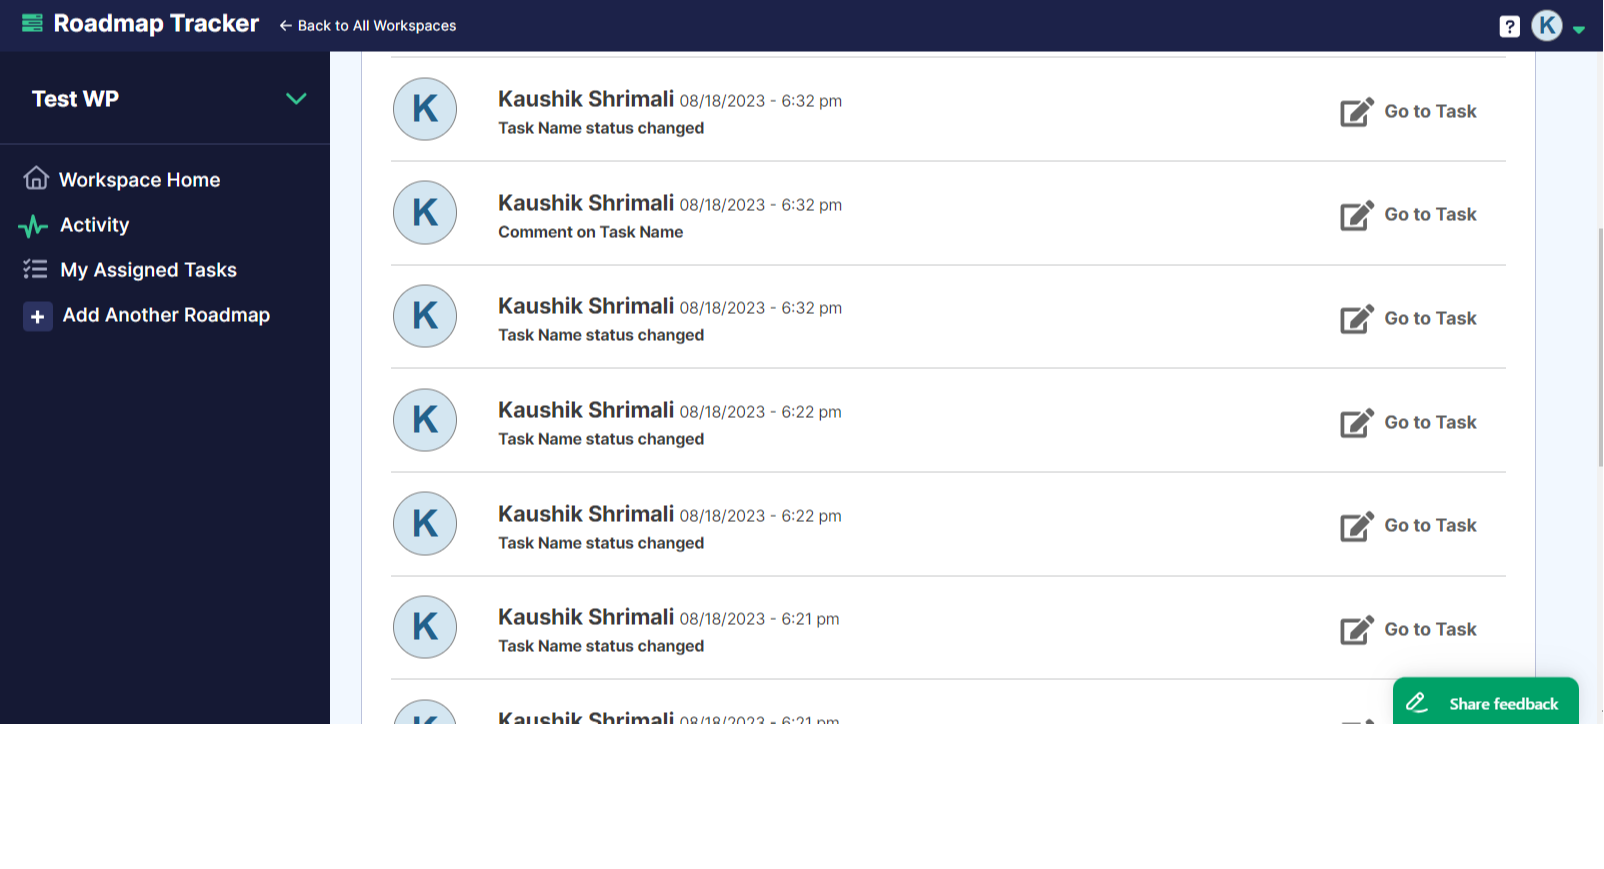 Roadmap Tracker
← Back to All Workspaces
?
K
Test WP
Workspace Home
Activity
My Assigned Tasks
+ Add Another Roadmap
K
Kaushik Shrimali 08/18/2023 - 6:32 pm
Task Name status changed
Go to Task
K
Kaushik Shrimali 08/18/2023 - 6:32 pm
Comment on Task Name
Go to Task
K
Kaushik Shrimali 08/18/2023 - 6:32 pm
Task Name status changed
Go to Task
K
Kaushik Shrimali 08/18/2023 - 6:22 pm
Task Name status changed
Go to Task
K
Kaushik Shrimali 08/18/2023 - 6:22 pm
Task Name status changed
Go to Task
K
Kaushik Shrimali 08/18/2023 - 6:21 pm
Task Name status changed
Go to Task
K
Kaushik Shrimali 08/18/2023 - 6:21 pm
Share feedback